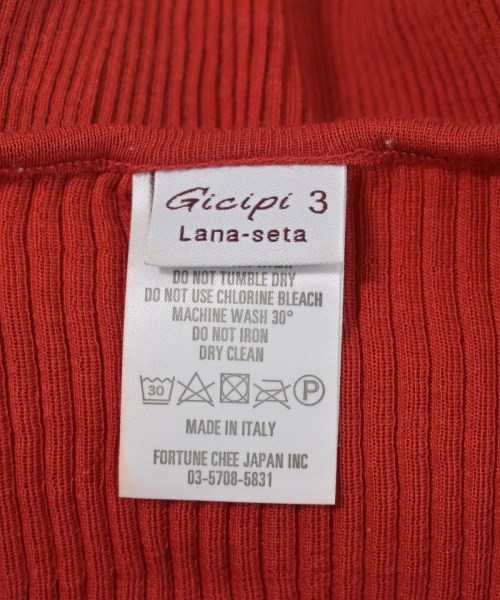 Gicipi 3
Lana-seta
DO NOT TUMBLE DRY
DO NOT USE CHLORINE BLEACH
MACHINE WASH 30°
DO NOT IRON
DRY CLEAN
30 P
MADE IN ITALY
FORTUNE CHEE JAPAN INC
03-5708-5831